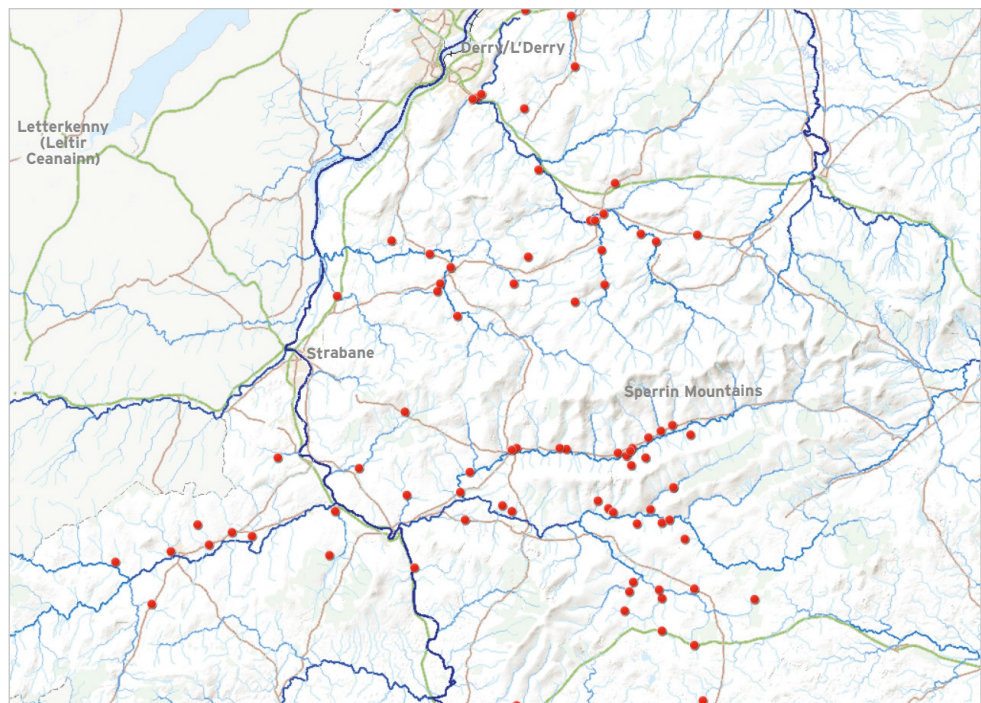 Derry/L'Derry
Letterkenny
(Leitir
Ceanainn)
Strabane
Sperrin Mountains